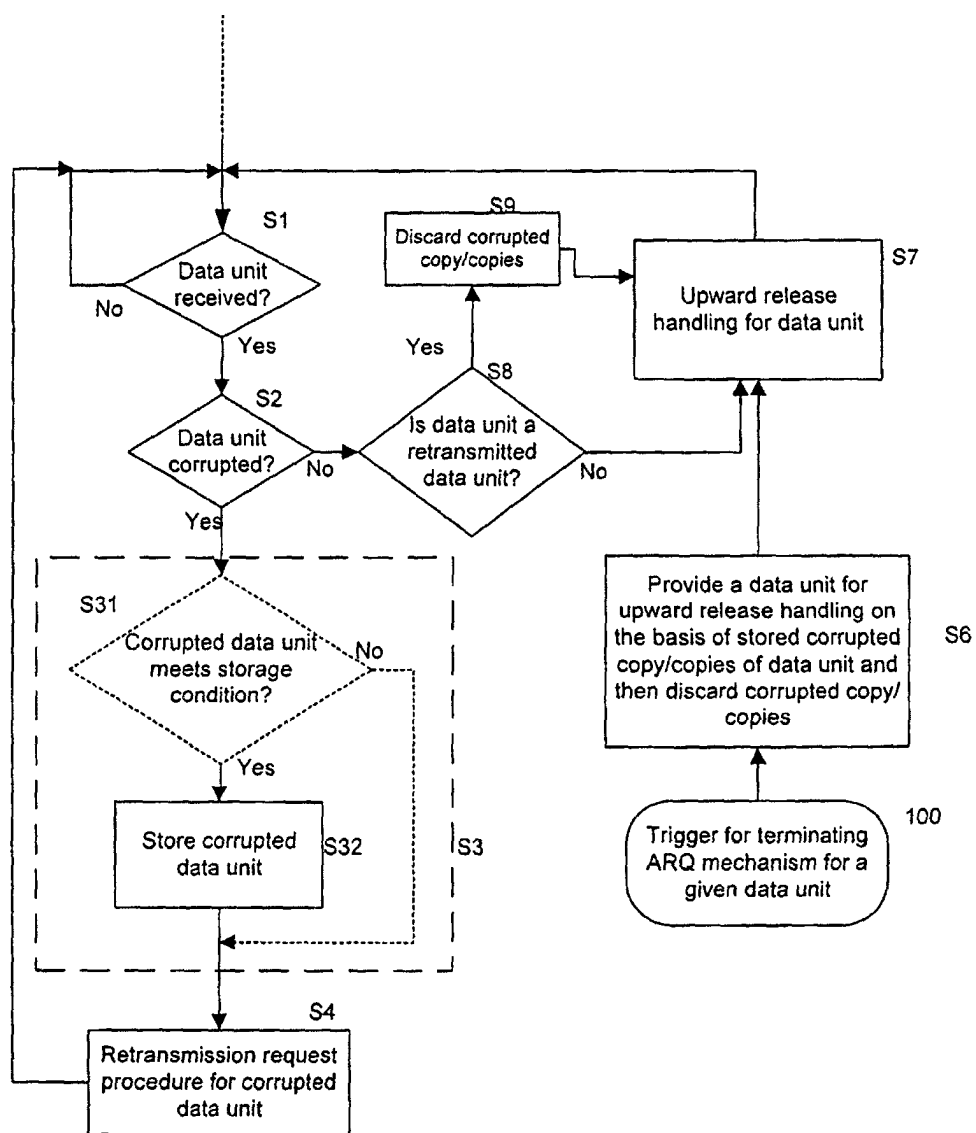 S1
Data unit
received?
No
Yes
S9
Discard corrupted
copy/copies
S7
Upward release
handling for data unit
S2
Data unit
corrupted?
No
Yes
Yes
S8
Is data unit a
retransmitted
data unit?
No
S31
Corrupted data unit
meets storage
condition?
No
Yes
Store corrupted
data unit
S32
S3
Provide a data unit for
upward release handling on
the basis of stored corrupted
copy/copies of data unit and
then discard corrupted copy/
copies
S6
100
Trigger for terminating
ARQ mechanism for a
given data unit
S4
Retransmission request
procedure for corrupted
data unit